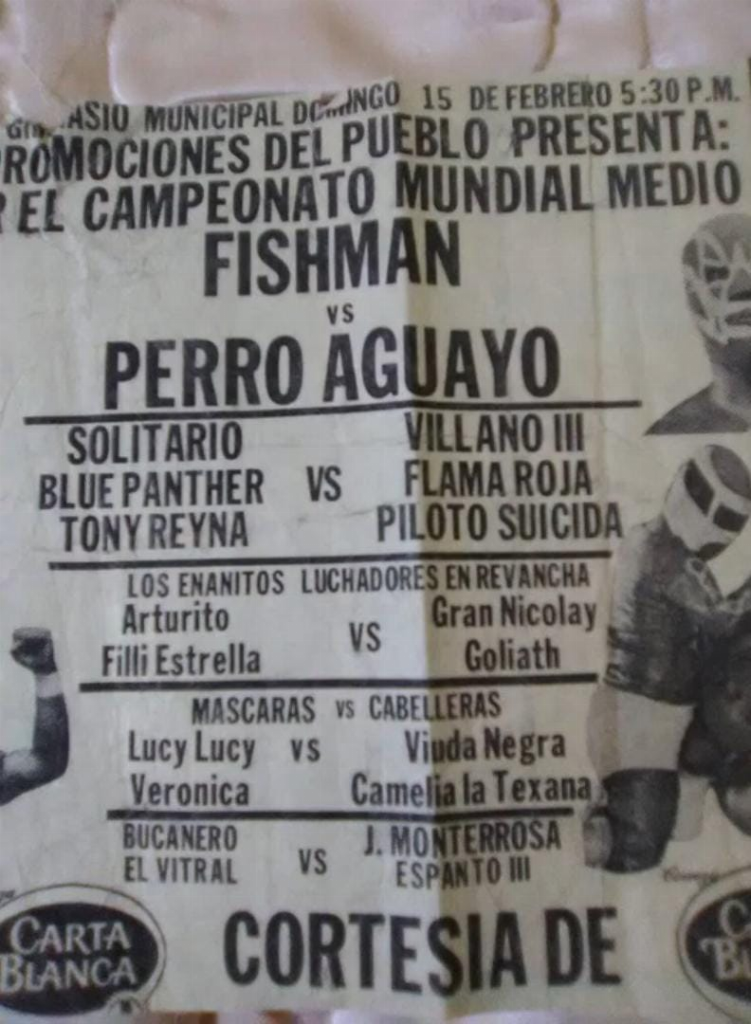 MUNICIPAL DOMINGO 15 DE FEBRERO 5:30 P.M.
ROMOCIONES DEL PUEBLO PRESENTA:
R EL CAMPEONATO MUNDIAL MEDIO
FISHMAN
VS
PERRO AGUAYO
SOLITARIO VILLANO III
BLUE PANTHER VS FLAMA ROJA
TONY REYNA PILOTO SUICIDA
LOS ENANITOS LUCHADORES EN REVANCHA
Arturito Gran Nicolay
VS
Filli Estrella Goliath
MASCARAS vs CABELLERAS
Lucy Lucy vs Viuda Negra
Veronica Camelia la Texana
BUCANERO J. MONTERROSA
VS
EL VITRAL ESPANTO III
CARTA
BLANCA
CORTESIA DE